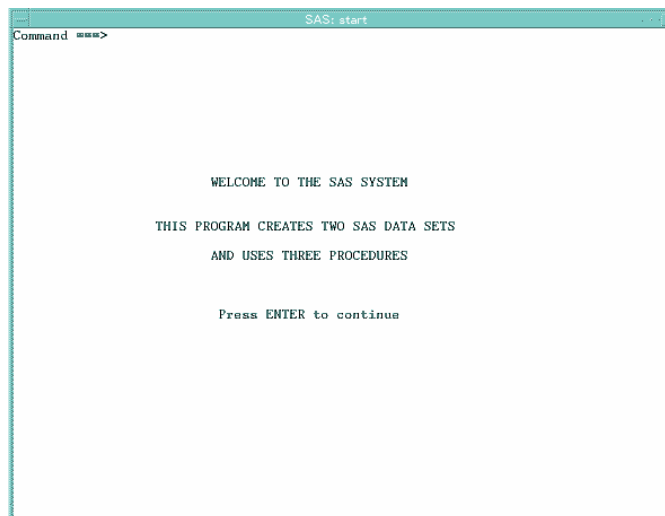 SAS: start
Command ===>
WELCOME TO THE SAS SYSTEM
THIS PROGRAM CREATES TWO SAS DATA SETS
AND USES THREE PROCEDURES
Press ENTER to continue